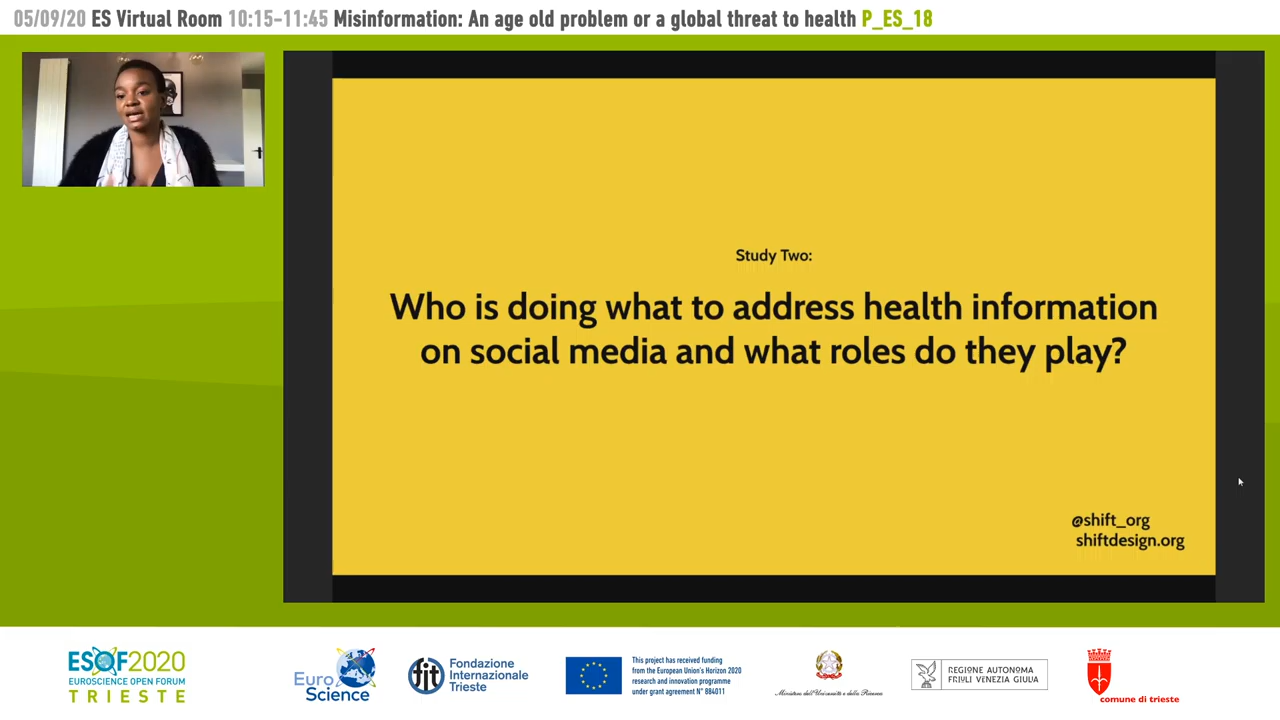 05/09/20 ES Virtual Room 10:15-11:45 Misinformation: An age old problem or a global threat to health P_ES_18
Study Two:
Who is doing what to address health information
on social media and what roles do they play?
@shift_org
shiftdesign.org
ESOF2020
EUROSCIENCE OPEN FORUM
TRIESTE
Euro
Science
fit
Fondazione
Internazionale
Trieste
This project has received funding
from the European Union's Horizon 2020
research and innovation programme
under grant agreement N° 884011
Ministero dell'Università e della Ricerca
REGIONE AUTONOMA
FRIULI VENEZIA GIULIA
comune di trieste